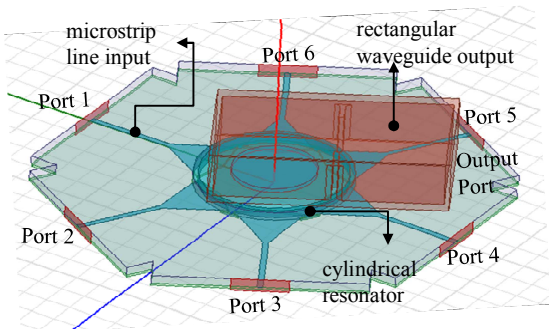 microstrip
line input
rectangular
waveguide output
Port 6
Port 1
Port 5
Output
Port
Port 2
Port 4
cylindrical
resonator
Port 3